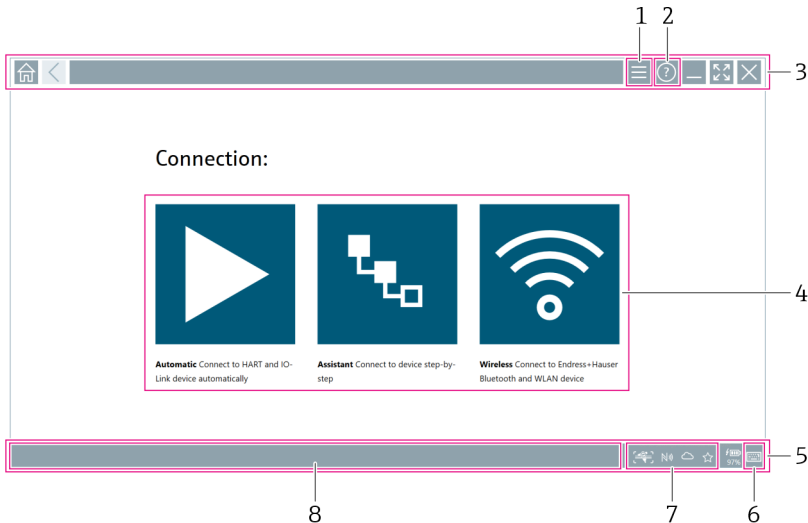 1 2
?
3
Connection:
4
Automatic Connect to HART and IO-
Link device automatically
Assistant Connect to device step-by-
step
Wireless Connect to Endress+Hauser
Bluetooth and WLAN device
97%
5
8 7 6